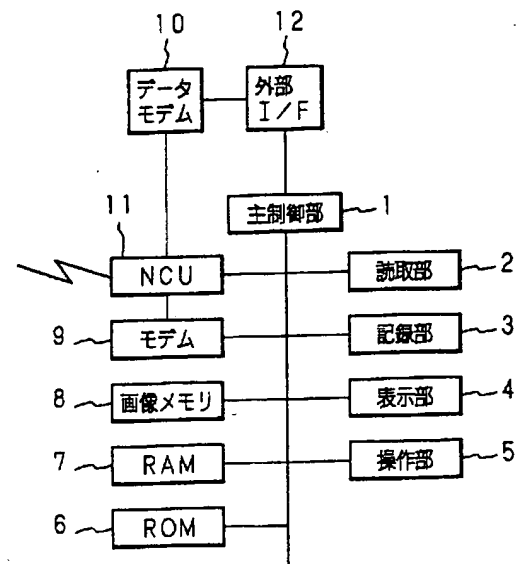 10
12
データ
モデム
外部
I/F
主制御部
1
11
NCU
読取部
2
9
モデム
記録部
3
8
画像メモリ
表示部
4
7
RAM
操作部
5
6
ROM